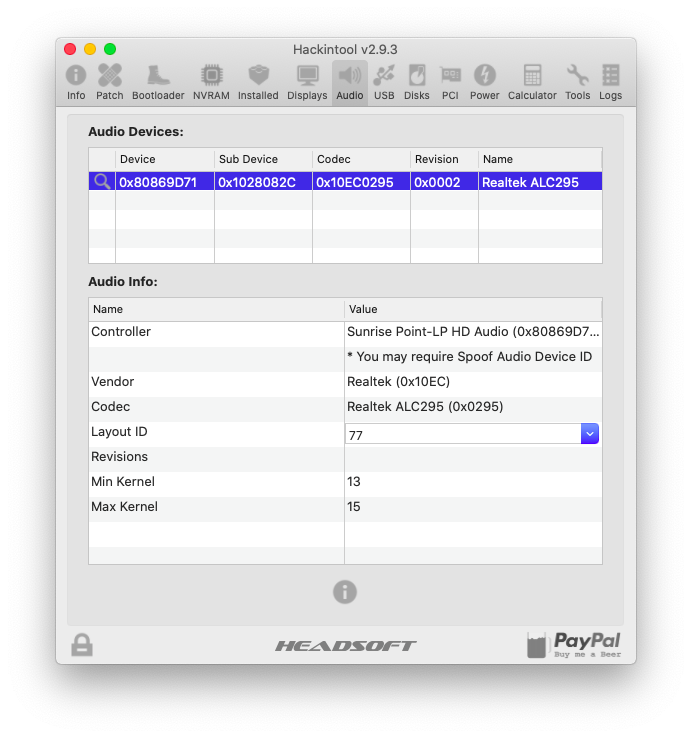 Hackintool v2.9.3
Info Patch Bootloader NVRAM Installed Displays Audio USB Disks PCI Power Calculator Tools Logs
Audio Devices:
Device Sub Device Codec Revision Name
0x80869D71 0x1028082C 0x10EC0295 0x0002 Realtek ALC295
Audio Info:
Name Value
Controller Sunrise Point-LP HD Audio (0x80869D7...
* You may require Spoof Audio Device ID
Vendor Realtek (0x10EC)
Codec Realtek ALC295 (0x0295)
Layout ID 77
Revisions
Min Kernel 13
Max Kernel 15
HEADSOFT PayPal
Buy me a Beer